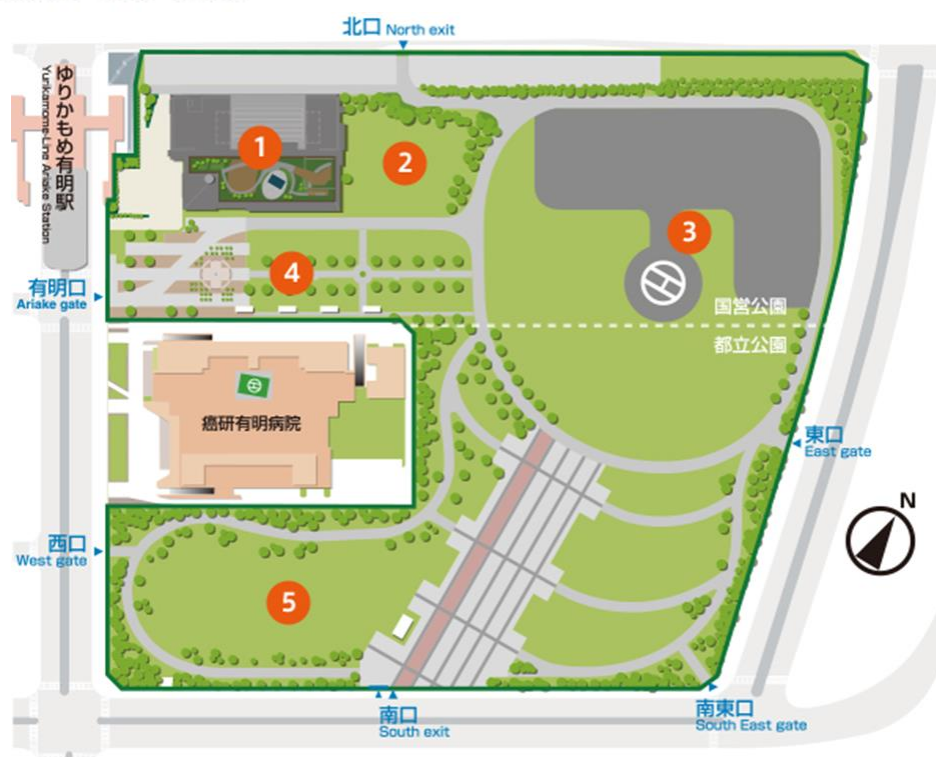 北口 North exit
ゆりかもめ有明駅
Yurikamome-Line Ariake Station
1
2
3
4
有明口
Ariake gate
国営公園
都立公園
癌研有明病院
東口
East gate
N
西口
West gate
5
南口
South exit
南東口
South East gate